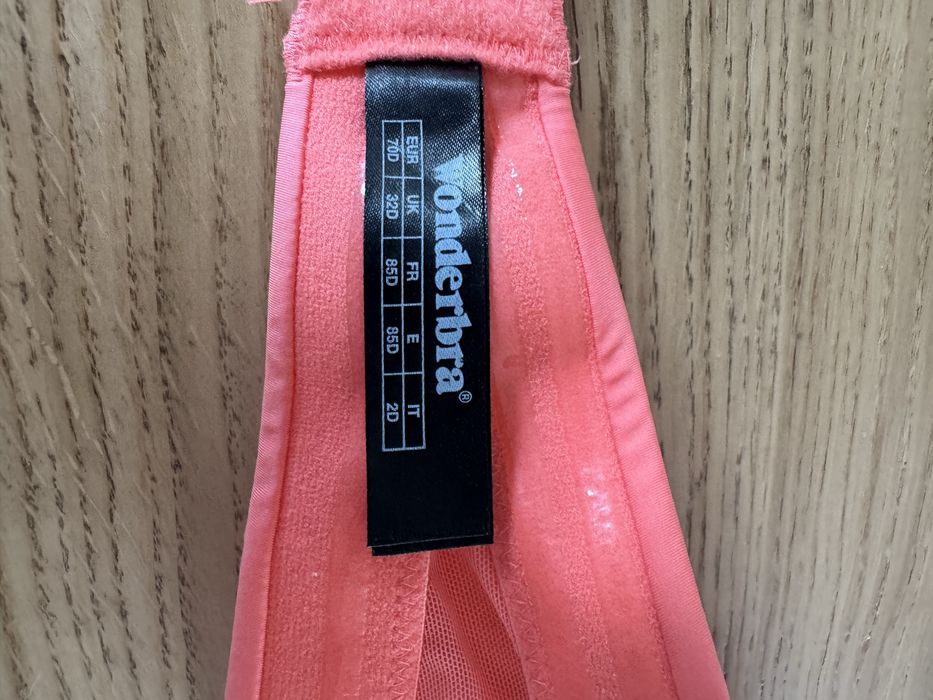 Wonderbra®
EUR UK FR E IT
70D 32D 85D 85D 2D